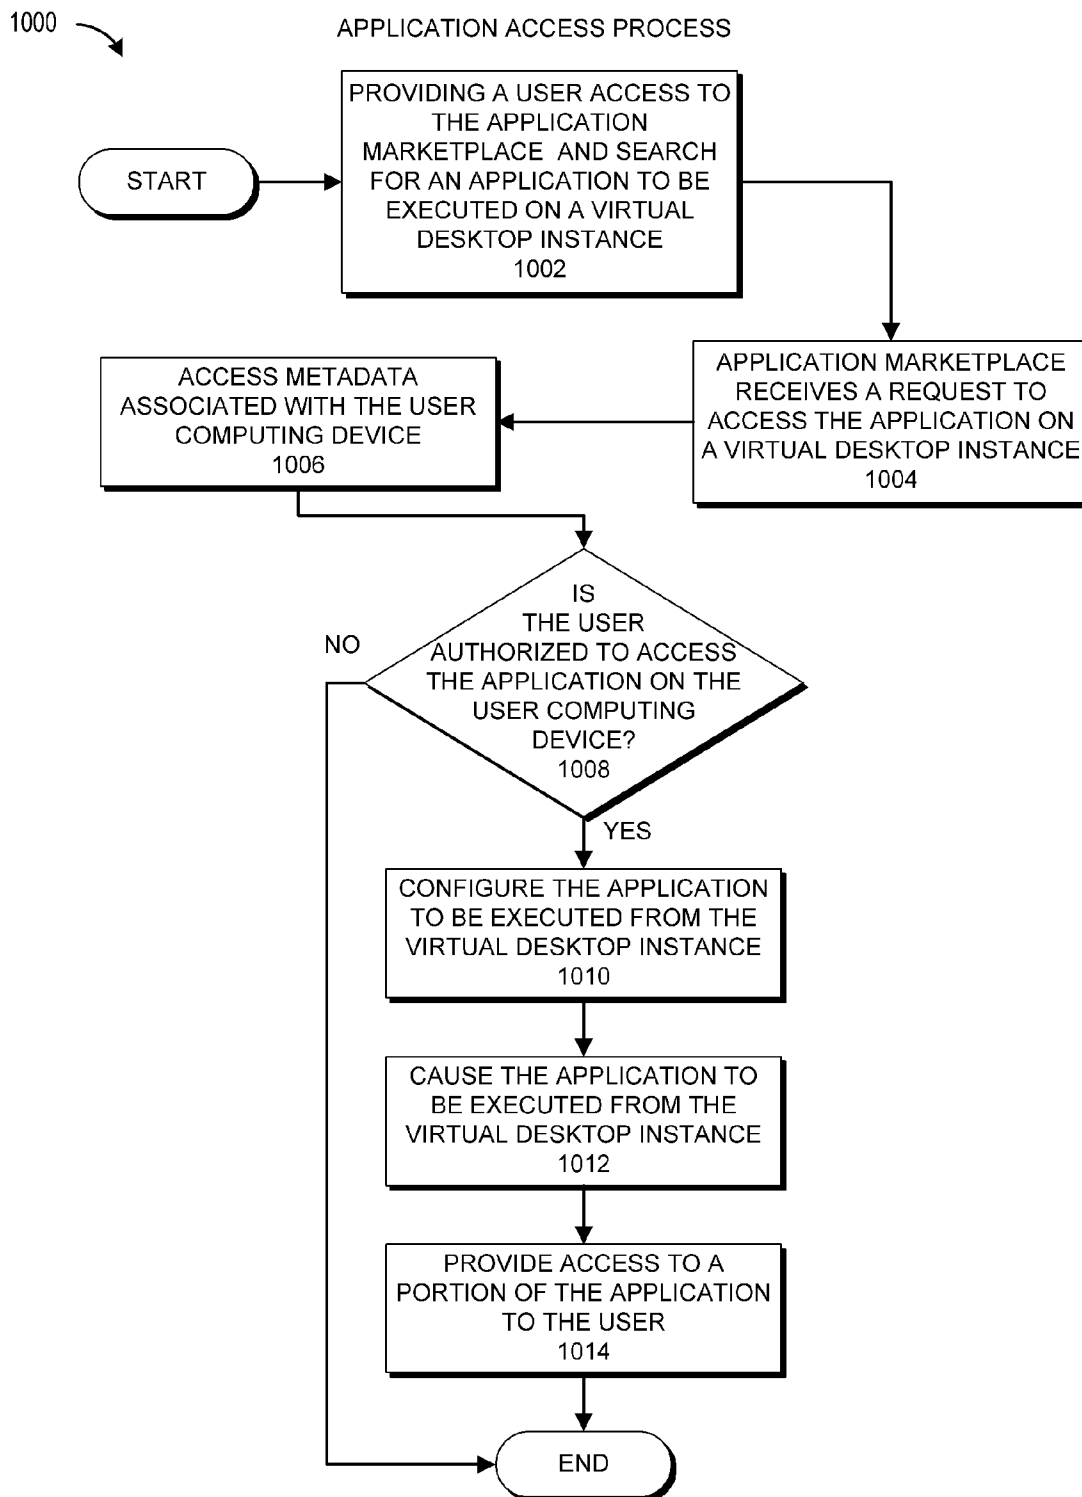 1000
APPLICATION ACCESS PROCESS
START
PROVIDING A USER ACCESS TO
THE APPLICATION
MARKETPLACE AND SEARCH
FOR AN APPLICATION TO BE
EXECUTED ON A VIRTUAL
DESKTOP INSTANCE
1002
APPLICATION MARKETPLACE
RECEIVES A REQUEST TO
ACCESS THE APPLICATION ON
A VIRTUAL DESKTOP INSTANCE
1004
ACCESS METADATA
ASSOCIATED WITH THE USER
COMPUTING DEVICE
1006
IS
THE USER
AUTHORIZED TO ACCESS
THE APPLICATION ON THE
USER COMPUTING
DEVICE?
1008
NO
YES
CONFIGURE THE APPLICATION
TO BE EXECUTED FROM THE
VIRTUAL DESKTOP INSTANCE
1010
CAUSE THE APPLICATION TO
BE EXECUTED FROM THE
VIRTUAL DESKTOP INSTANCE
1012
PROVIDE ACCESS TO A
PORTION OF THE APPLICATION
TO THE USER
1014
END